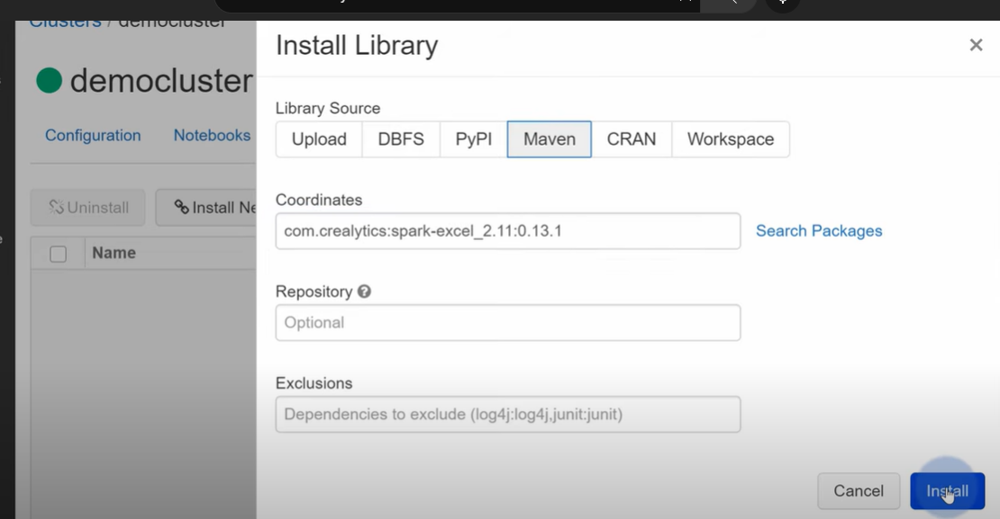 Clusters / democluster
Install Library
democluster
Library Source
Configuration
Notebooks
Upload
DBFS
PyPI
Maven
CRAN
Workspace
Coordinates
Uninstall
Install Ne
com.crealytics:spark-excel_2.11:0.13.1
Search Packages
Name
Repository
Optional
Exclusions
Dependencies to exclude (log4j:log4j,junit:junit)
Cancel
Install